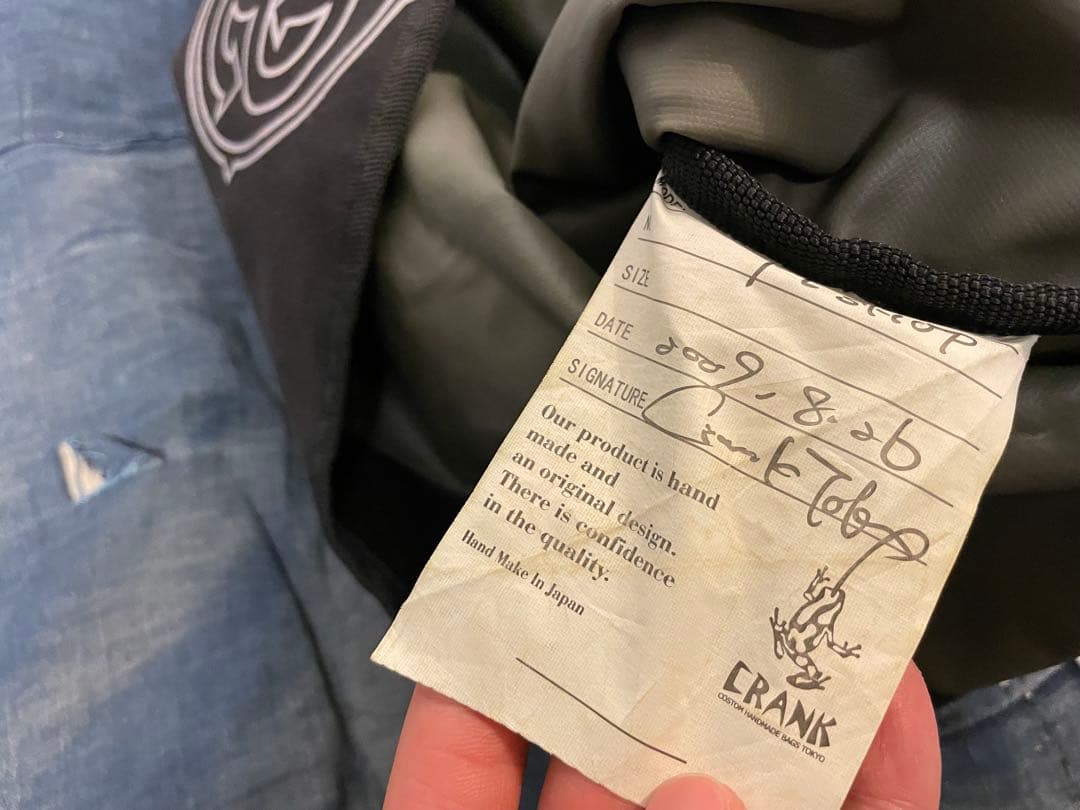 SIZE
DATE 2009, 8.26
SIGNATURE
Our product is hand
made and
an original design.
There is confidence
in the quality.
Hand Make In Japan
CRANK
COSTOM HANDMADE BAGS TOKYO